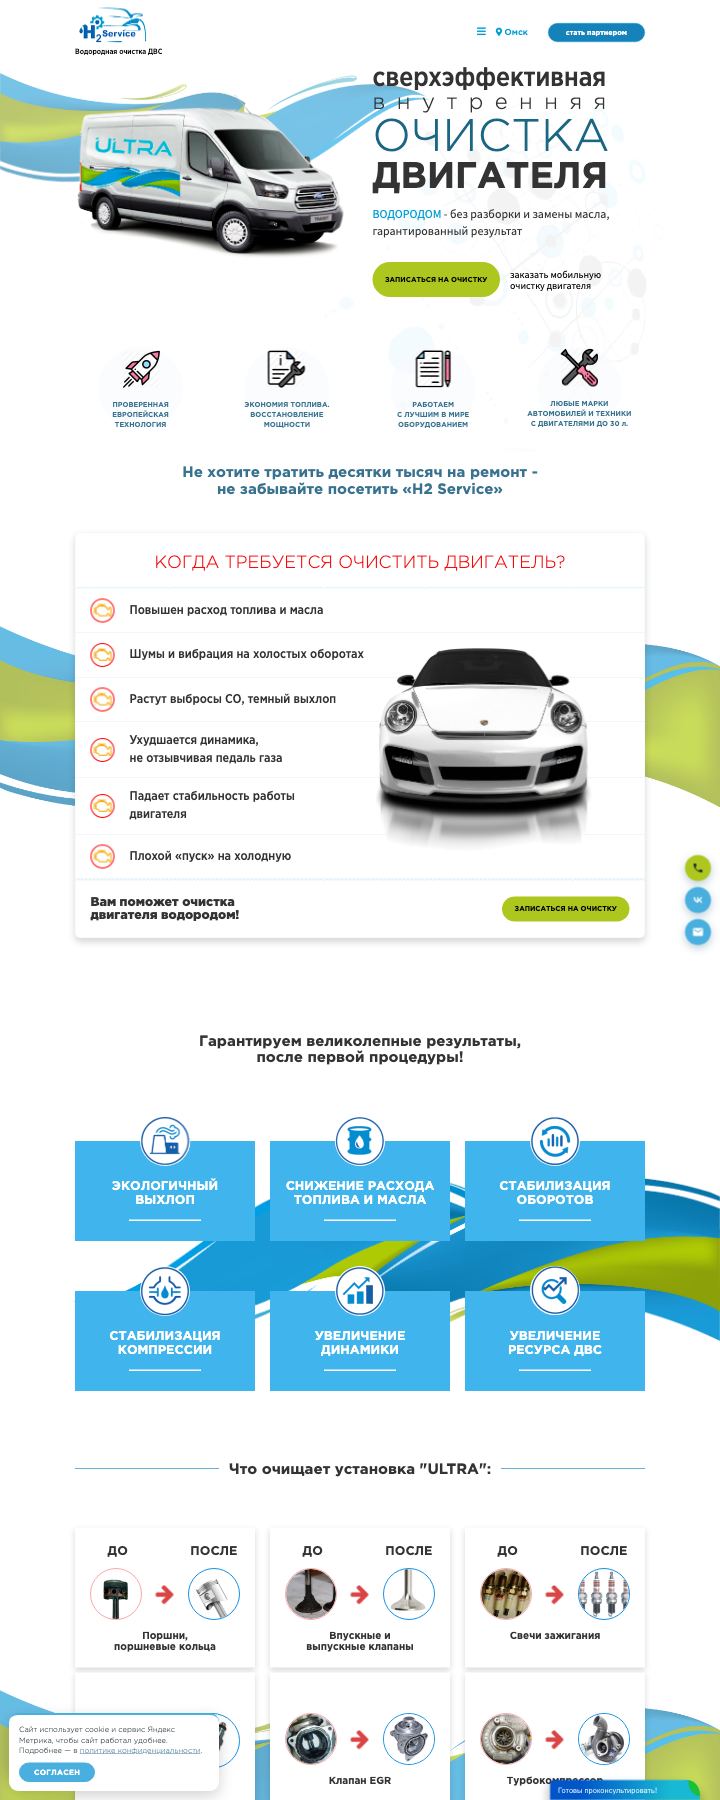 H2 Service
Водородная очистка ДВС
Омск
стать партнером
сверхэффективная
внутренняя
ОЧИСТКА
ДВИГАТЕЛЯ
ULTRA
ВОДОРОДОМ - без разборки и замены масла,
гарантированный результат
ЗАПИСАТЬСЯ НА ОЧИСТКУ
заказать мобильную
очистку двигателя
ПРОВЕРЕННАЯ
ЕВРОПЕЙСКАЯ
ТЕХНОЛОГИЯ
ЭКОНОМИЯ ТОПЛИВА.
ВОССТАНОВЛЕНИЕ
МОЩНОСТИ
РАБОТАЕМ
С ЛУЧШИМ В МИРЕ
ОБОРУДОВАНИЕМ
ЛЮБЫЕ МАРКИ
АВТОМОБИЛЕЙ И ТЕХНИКИ
С ДВИГАТЕЛЯМИ ДО 30 л.
Не хотите тратить десятки тысяч на ремонт -
не забывайте посетить «H2 Service»
КОГДА ТРЕБУЕТСЯ ОЧИСТИТЬ ДВИГАТЕЛЬ?
Повышен расход топлива и масла
Шумы и вибрация на холостых оборотах
Растут выбросы СО, темный выхлоп
Ухудшается динамика,
не отзывчивая педаль газа
Падает стабильность работы
двигателя
Плохой «пуск» на холодную
Вам поможет очистка
двигателя водородом!
ЗАПИСАТЬСЯ НА ОЧИСТКУ
Гарантируем великолепные результаты,
после первой процедуры!
ЭКОЛОГИЧНЫЙ
ВЫХЛОП
СНИЖЕНИЕ РАСХОДА
ТОПЛИВА И МАСЛА
СТАБИЛИЗАЦИЯ
ОБОРОТОВ
СТАБИЛИЗАЦИЯ
КОМПРЕССИИ
УВЕЛИЧЕНИЕ
ДИНАМИКИ
УВЕЛИЧЕНИЕ
РЕСУРСА ДВС
Что очищает установка "ULTRA":
ДО ПОСЛЕ
Поршни,
поршневые кольца
ДО ПОСЛЕ
Впускные и
выпускные клапаны
ДО ПОСЛЕ
Свечи зажигания
Клапан EGR
Турбокомпрессор
Сайт использует cookie и сервис Яндекс
Метрика, чтобы сайт работал удобнее.
Подробнее — в политике конфиденциальности.
СОГЛАСЕН
Готовы проконсультировать!